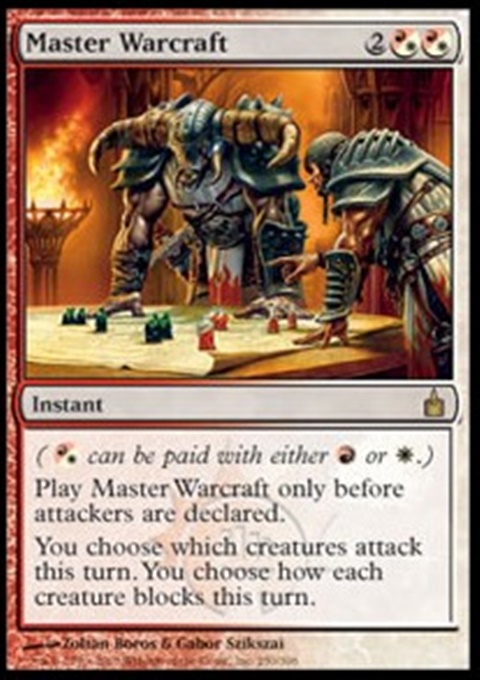 Master Warcraft 2
Instant
( can be paid with either or .)
Play Master Warcraft only before
attackers are declared.
You choose which creatures attack
this turn. You choose how each
creature blocks this turn.
Zoltan Boros & Gabor Szikszai